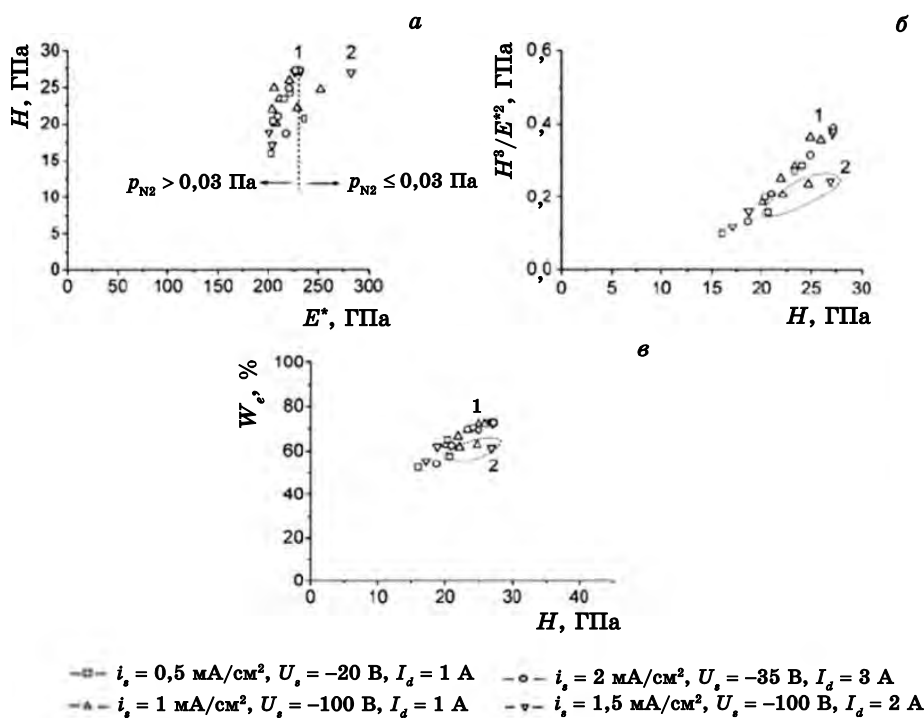 а
H, ГПа
30
25
20
15
10
5
0
1
2
p_N2 > 0,03 Па
p_N2 ≤ 0,03 Па
0 50 100 150 200 250 300
E*, ГПа
б
H³/E*², ГПа
0,6
0,4
0,2
0,0
1
2
0 5 10 15 20 25 30
H, ГПа
в
W_e, %
100
80
60
40
20
0
1
2
0 20 40
H, ГПа
i_s = 0,5 мА/см², U_s = –20 В, I_d = 1 А
i_s = 2 мА/см², U_s = –35 В, I_d = 3 А
i_s = 1 мА/см², U_s = –100 В, I_d = 1 А
i_s = 1,5 мА/см², U_s = –100 В, I_d = 2 А